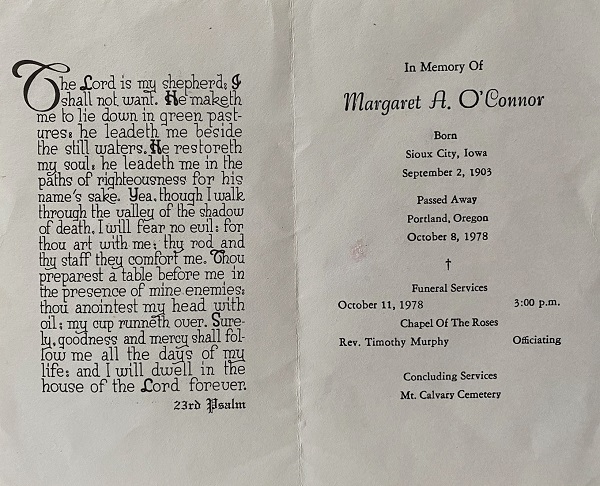 The Lord is my shepherd; I
shall not want. He maketh
me to lie down in green past-
ures: he leadeth me beside
the still waters. He restoreth
my soul: he leadeth me in the
paths of righteousness for his
name's sake. Yea, though I walk
through the valley of the shadow
of death, I will fear no evil: for
thou art with me; thy rod and
thy staff they comfort me. Thou
preparest a table before me in
the presence of mine enemies:
thou anointest my head with
oil; my cup runneth over. Sure-
ly, goodness and mercy shall fol-
low me all the days of my
life: and I will dwell in the
house of the Lord forever.
23rd Psalm
In Memory Of
Margaret A. O'Connor
Born
Sioux City, Iowa
September 2, 1903
Passed Away
Portland, Oregon
October 8, 1978
†
Funeral Services
October 11, 1978 3:00 p.m.
Chapel Of The Roses
Rev. Timothy Murphy Officiating
Concluding Services
Mt. Calvary Cemetery